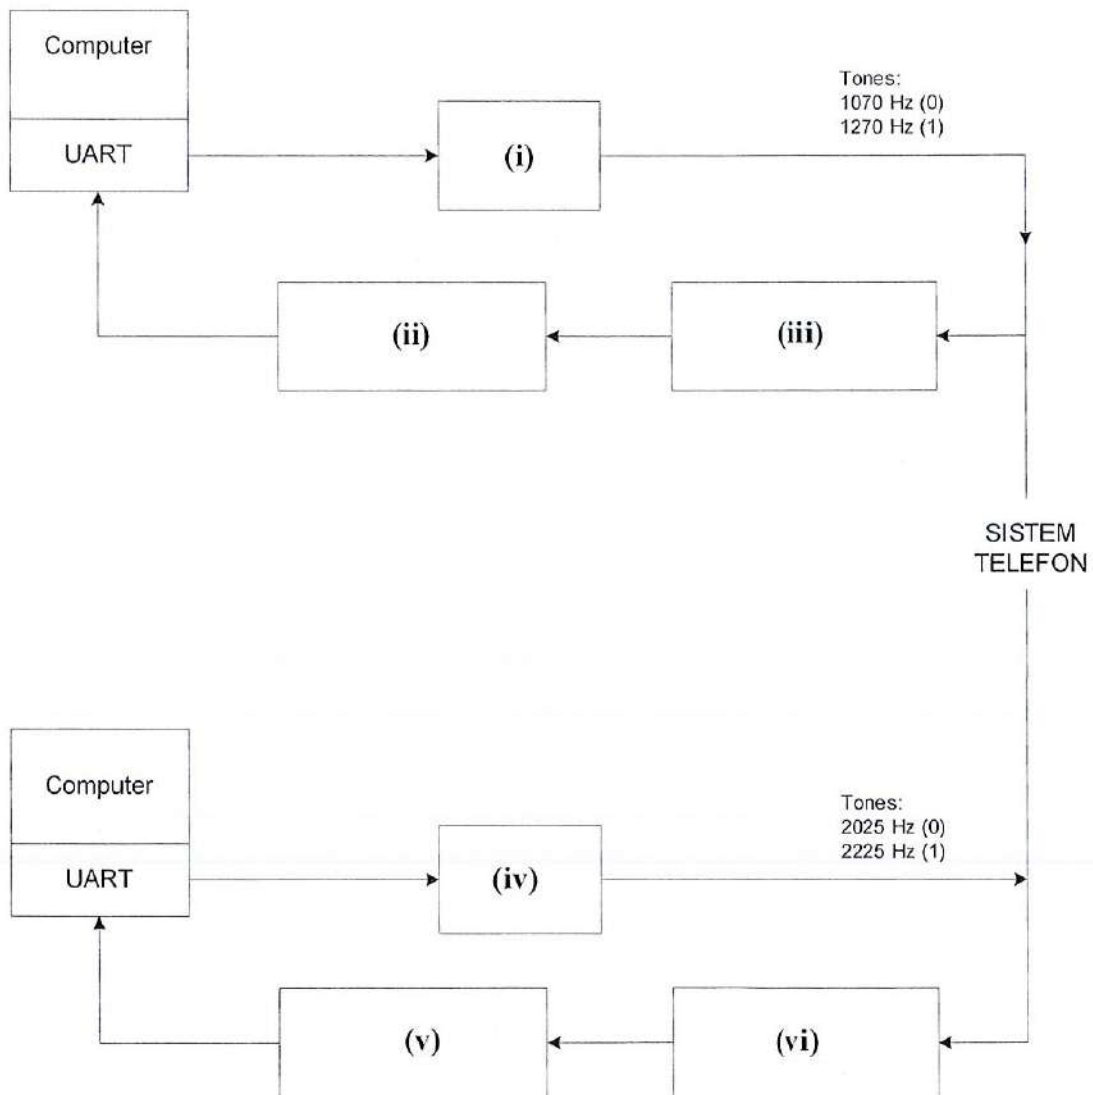 Computer
UART
(i)
Tones:
1070 Hz (0)
1270 Hz (1)
(ii)
(iii)
SISTEM
TELEFON
Computer
UART
(iv)
Tones:
2025 Hz (0)
2225 Hz (1)
(v)
(vi)